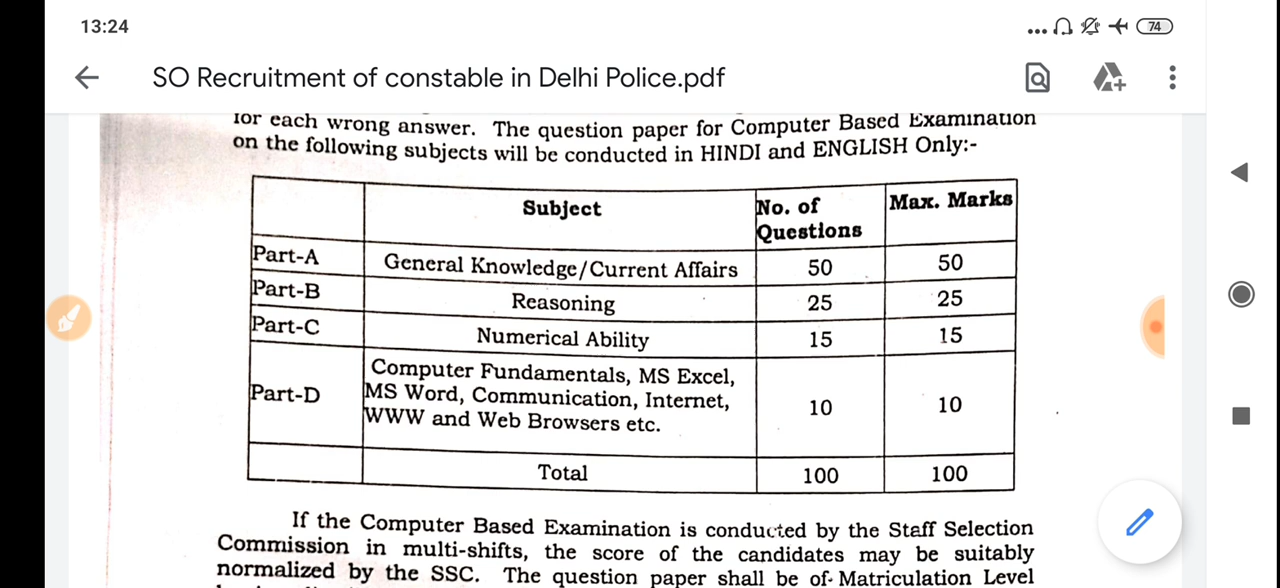 13:24
... 74
SO Recruitment of constable in Delhi Police.pdf
for each wrong answer. The question paper for Computer Based Examination
on the following subjects will be conducted in HINDI and ENGLISH Only:-
Subject No. of Questions Max. Marks
Part-A General Knowledge/Current Affairs 50 50
Part-B Reasoning 25 25
Part-C Numerical Ability 15 15
Part-D Computer Fundamentals, MS Excel,
MS Word, Communication, Internet, 10 10
WWW and Web Browsers etc.
Total 100 100
If the Computer Based Examination is conducted by the Staff Selection
Commission in multi-shifts, the score of the candidates may be suitably
normalized by the SSC. The question paper shall be of Matriculation Level